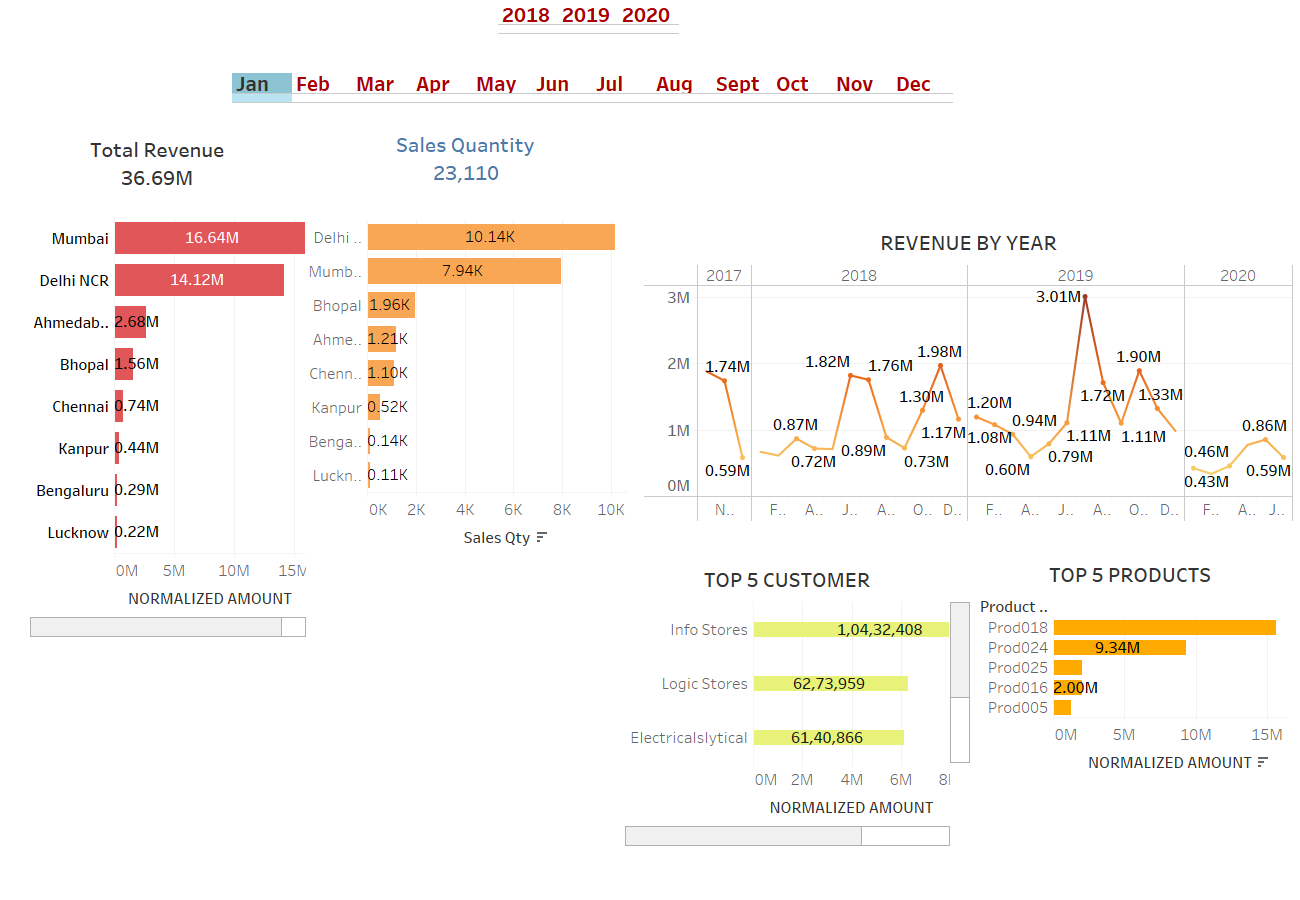 2018 2019 2020
Jan Feb Mar Apr May Jun Jul Aug Sept Oct Nov Dec
Total Revenue
36.69M
Mumbai 16.64M
Delhi NCR 14.12M
Ahmedab.. 2.68M
Bhopal 1.56M
Chennai 0.74M
Kanpur 0.44M
Bengaluru 0.29M
Lucknow 0.22M
0M 5M 10M 15M
NORMALIZED AMOUNT
Sales Quantity
23,110
Delhi .. 10.14K
Mumb.. 7.94K
Bhopal 1.96K
Ahme.. 1.21K
Chenn.. 1.10K
Kanpur 0.52K
Benga.. 0.14K
Luckn.. 0.11K
0K 2K 4K 6K 8K 10K
Sales Qty
REVENUE BY YEAR
2017 2018 2019 2020
3M
2M
1M
0M
1.74M
0.59M
0.87M
0.72M
1.82M
1.76M
0.89M
0.73M
1.30M
1.98M
1.17M
1.20M
1.08M
0.94M
0.60M
0.79M
1.11M
3.01M
1.72M
1.11M
1.90M
1.33M
0.46M
0.43M
0.86M
0.59M
N.. F.. A.. J.. A.. O.. D.. F.. A.. J.. A.. O.. D.. F.. A.. J..
TOP 5 CUSTOMER
Info Stores 1,04,32,408
Logic Stores 62,73,959
Electricalslytical 61,40,866
0M 2M 4M 6M
NORMALIZED AMOUNT
TOP 5 PRODUCTS
Product ..
Prod018
Prod024 9.34M
Prod025
Prod016 2.00M
Prod005
0M 5M 10M 15M
NORMALIZED AMOUNT